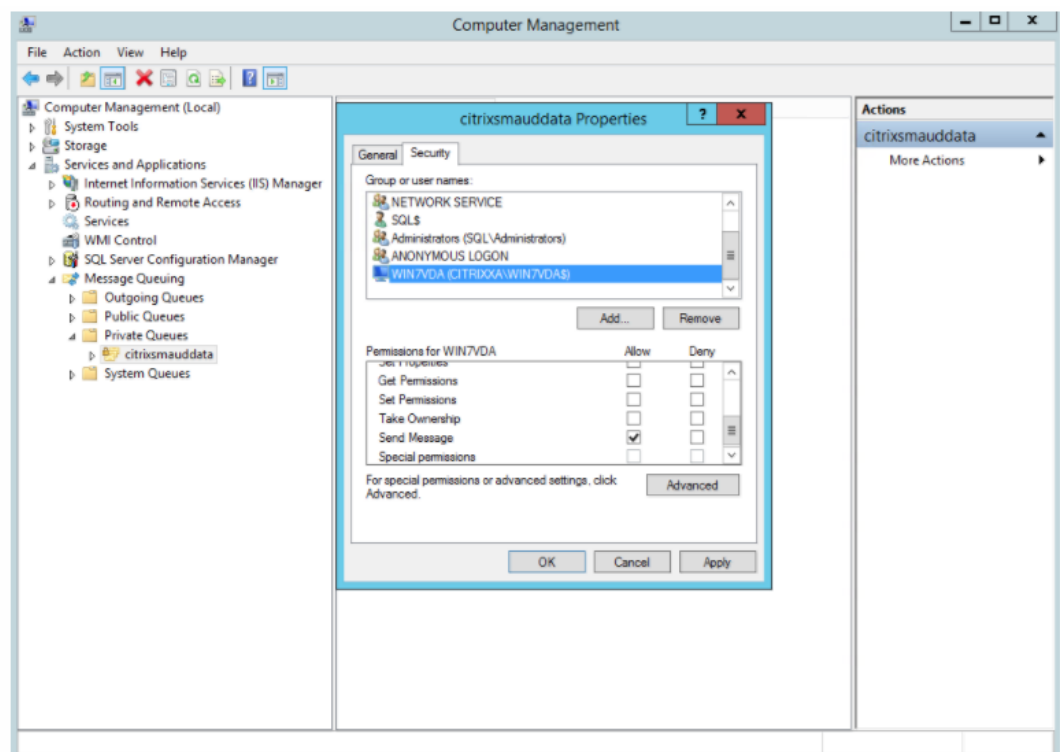 Computer Management
File Action View Help
Computer Management (Local)
System Tools
Storage
Services and Applications
Internet Information Services (IIS) Manager
Routing and Remote Access
Services
WMI Control
SQL Server Configuration Manager
Message Queuing
Outgoing Queues
Public Queues
Private Queues
citrixsmauddata
System Queues
citrixsmauddata Properties
? x
General Security
Group or user names:
NETWORK SERVICE
SQL$
Administrators (SQL\Administrators)
ANONYMOUS LOGON
WIN7VDA (CITRIXXA\WIN7VDA$)
Add... Remove
Permissions for WIN7VDA Allow Deny
Set Properties
Get Permissions
Set Permissions
Take Ownership
Send Message
Special permissions
For special permissions or advanced settings, click
Advanced.
Advanced
OK Cancel Apply
Actions
citrixsmauddata
More Actions